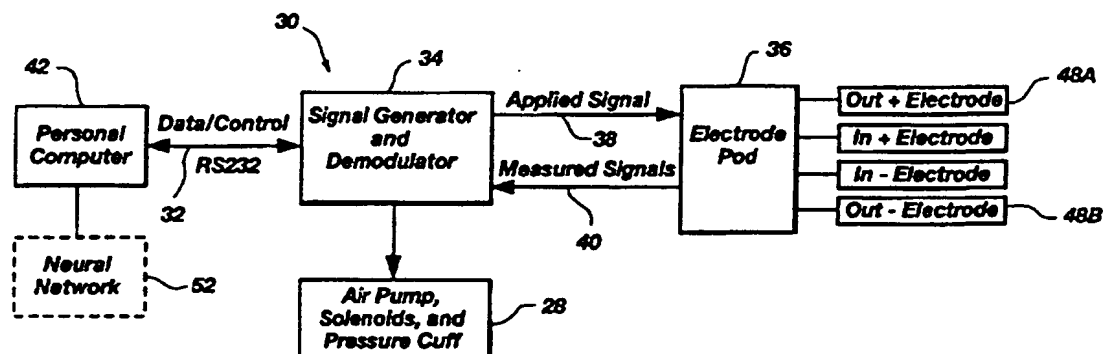 30
42
34
36
48A
Personal
Computer
Data/Control
RS232
32
Signal Generator
and
Demodulator
Applied Signal
38
Measured Signals
40
Electrode
Pod
Out + Electrode
In + Electrode
In - Electrode
Out - Electrode
48B
Neural
Network
52
Air Pump,
Solenoids, and
Pressure Cuff
28